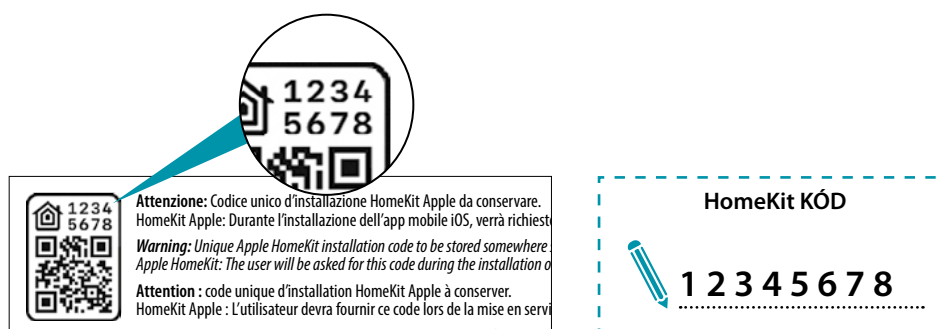 1234
5678
1234
5678
Attenzione: Codice unico d'installazione HomeKit Apple da conservare.
HomeKit Apple: Durante l'installazione dell'app mobile iOS, verrà richiest
Warning: Unique Apple HomeKit installation code to be stored somewhere
Apple HomeKit: The user will be asked for this code during the installation o
Attention : code unique d'installation HomeKit Apple à conserver.
HomeKit Apple : L'utilisateur devra fournir ce code lors de la mise en servi
HomeKit KÓD
1 2 3 4 5 6 7 8